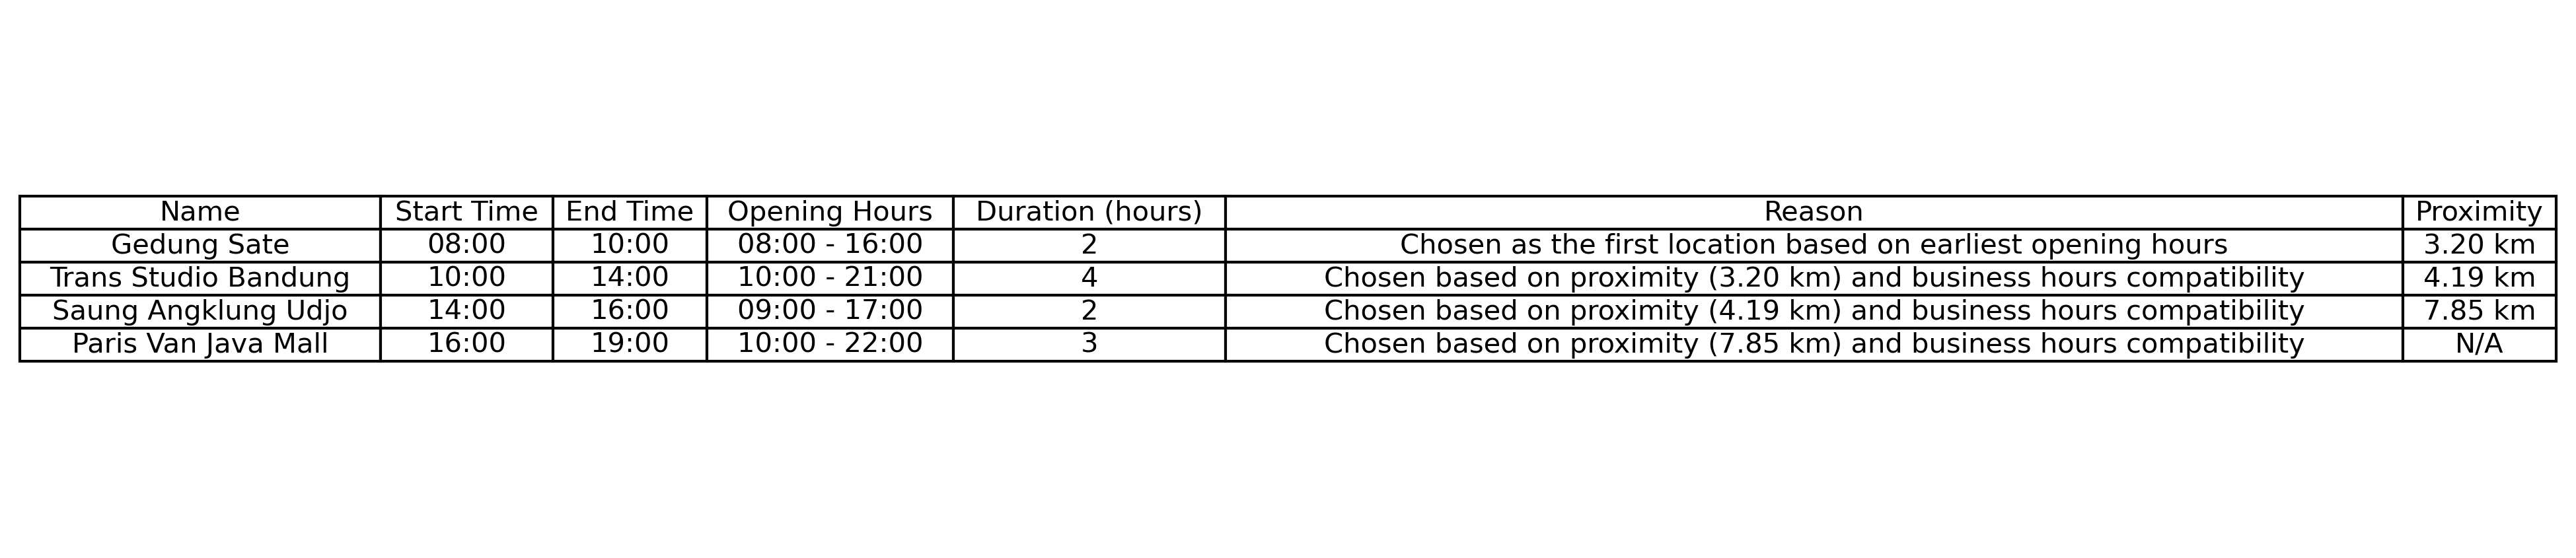 Name Start Time End Time Opening Hours Duration (hours) Reason Proximity
Gedung Sate 08:00 10:00 08:00 - 16:00 2 Chosen as the first location based on earliest opening hours 3.20 km
Trans Studio Bandung 10:00 14:00 10:00 - 21:00 4 Chosen based on proximity (3.20 km) and business hours compatibility 4.19 km
Saung Angklung Udjo 14:00 16:00 09:00 - 17:00 2 Chosen based on proximity (4.19 km) and business hours compatibility 7.85 km
Paris Van Java Mall 16:00 19:00 10:00 - 22:00 3 Chosen based on proximity (7.85 km) and business hours compatibility N/A